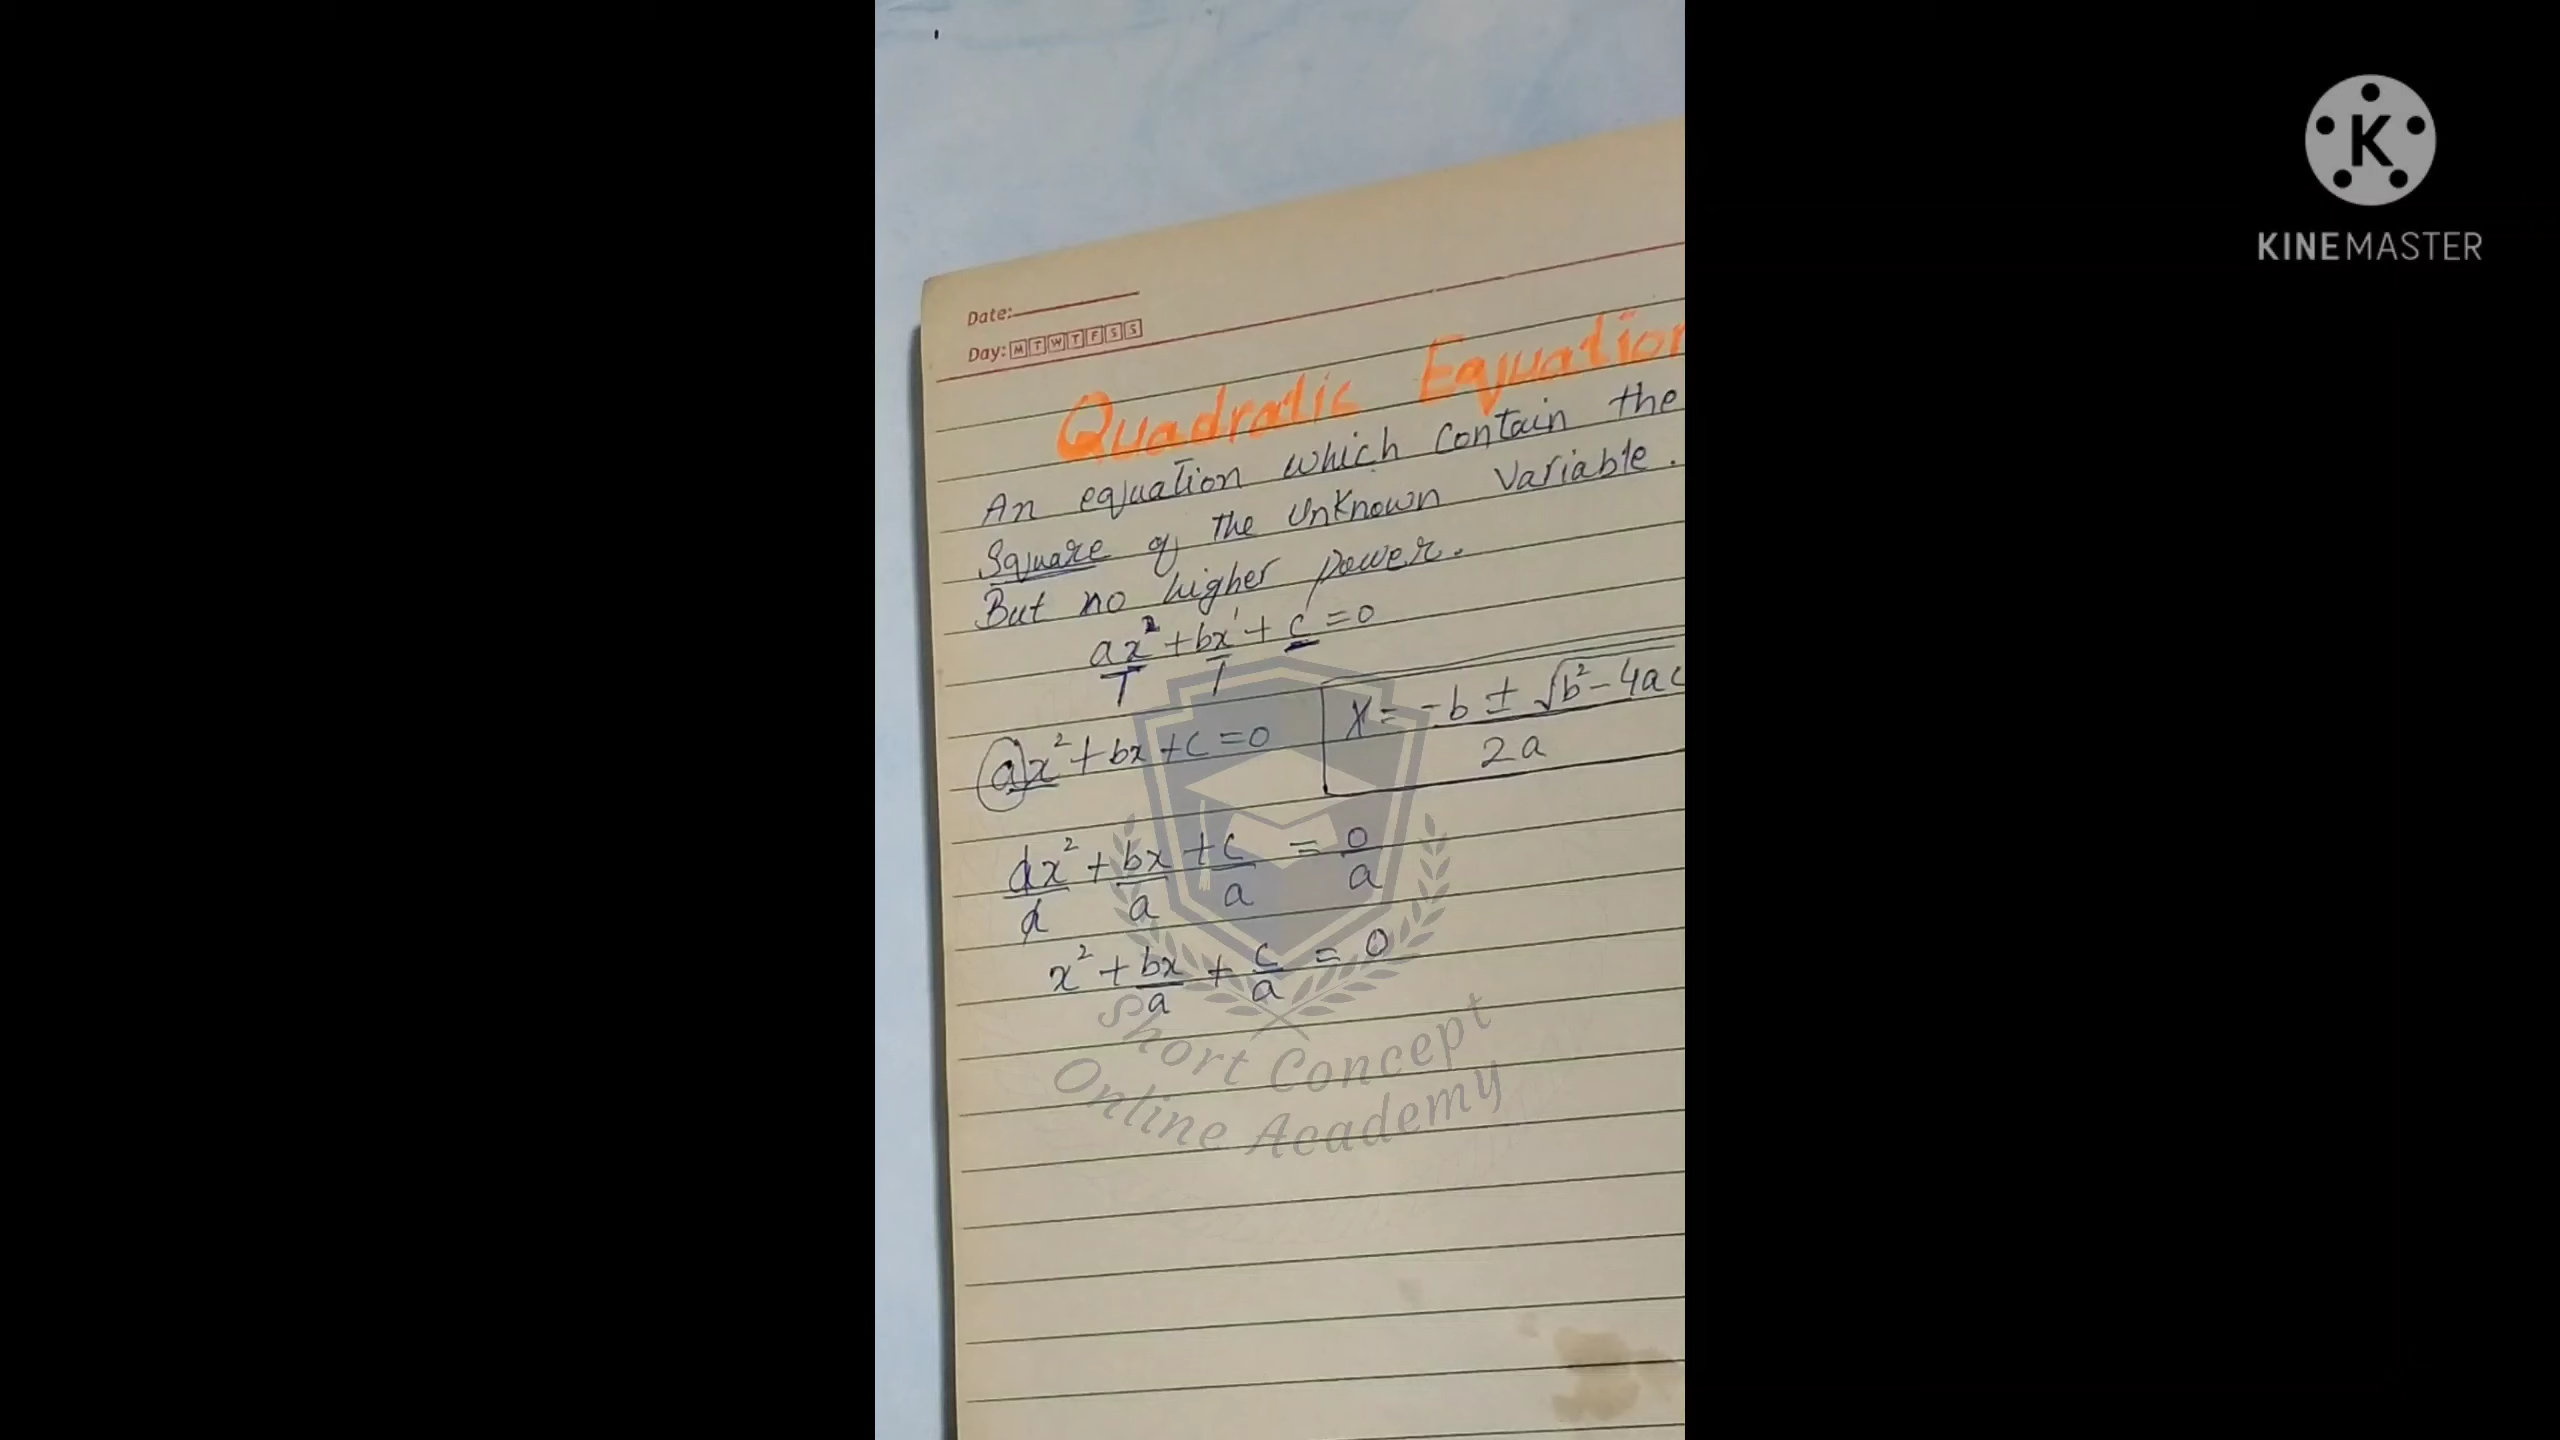 K
KINEMASTER
Date:
Day: M T W T F S S
Quadratic Equation
An equation which contain the
Square of the Unknown Variable.
But no higher power.
ax² + bx¹ + c = 0
ax² + bx + c = 0
x = -b ± √b² - 4ac
2a
ax² + bx + c = 0
a a a a
x² + bx + c = 0
a a
Short Concept
Online Academy